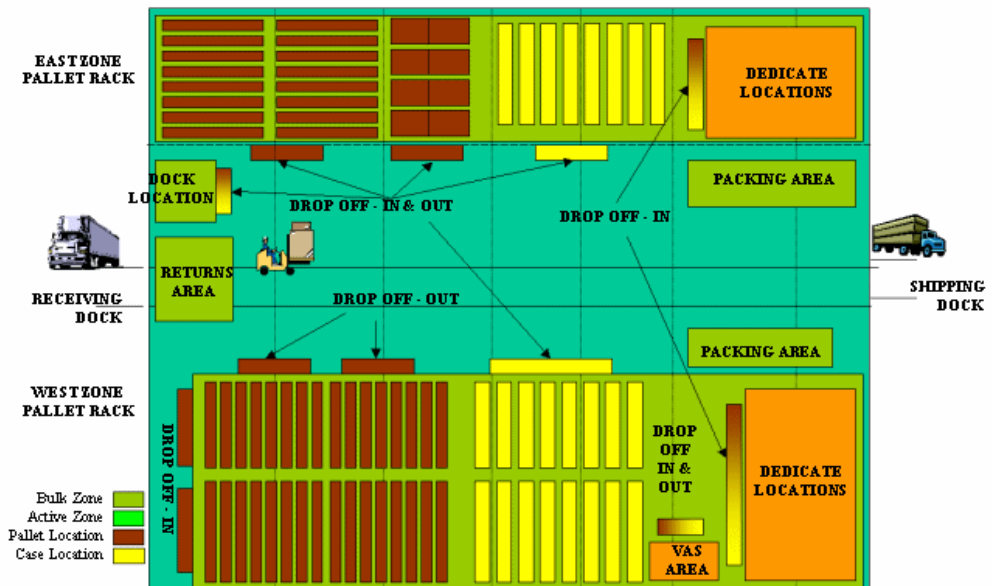 EAST ZONE
PALLET RACK
DEDICATE
LOCATIONS
DOCK
LOCATION
PACKING AREA
DROP OFF - IN & OUT
DROP OFF - IN
RETURNS
AREA
RECEIVING
DOCK
DROP OFF - OUT
SHIPPING
DOCK
PACKING AREA
WEST ZONE
PALLET RACK
DROP OFF - IN
DROP
OFF
IN &
OUT
DEDICATE
LOCATIONS
VAS
AREA
Bulk Zone
Active Zone
Pallet Location
Case Location